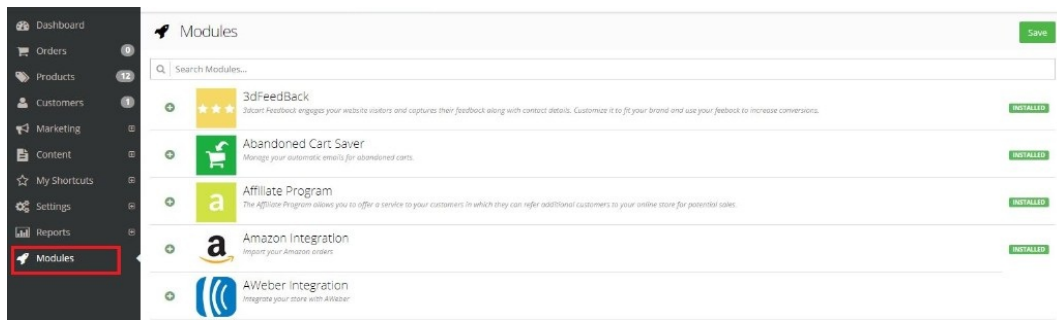 Dashboard
Orders 0
Products 12
Customers 1
Marketing
Content
My Shortcuts
Settings
Reports
Modules
Modules
Save
Search Modules...
3dFeedBack
3dcart Feedback engages your website visitors and captures their feedback along with contact details. Customize it to fit your brand and use your feeback to increase conversions.
INSTALLED
Abandoned Cart Saver
Manage your automatic emails for abandoned carts.
INSTALLED
a
Affiliate Program
The Affiliate Program allows you to offer a service to your customers in which they can refer additional customers to your online store for potential sales.
INSTALLED
a
Amazon Integration
Import your Amazon orders
INSTALLED
AWeber Integration
Integrate your store with AWeber